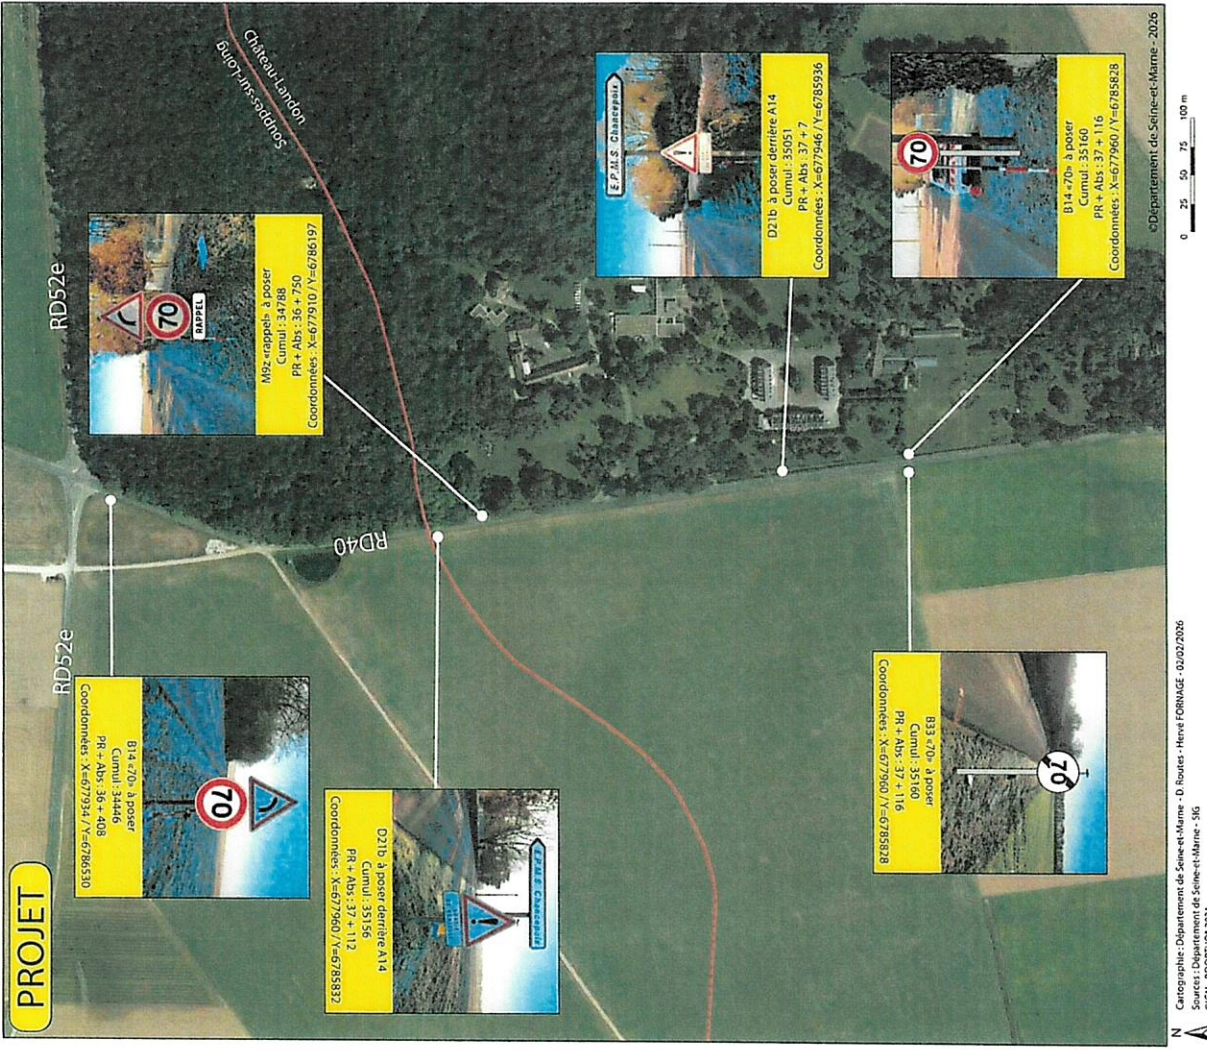 PROJET
RD52e
RD52e
RD40
Château-Landon
Souppes-sur-Loing
70
RAPPEL
M9z «rappel» à poser
Cumul : 34788
PR + Abs : 36 + 750
Coordonnées : X=677910 / Y=6786197
E.P.M.S. Chancepoix
D21b à poser derrière A14
Cumul : 35051
PR + Abs : 37 + 7
Coordonnées : X=677946 / Y=6785936
70
B14 «70» à poser
Cumul : 35160
PR + Abs : 37 + 116
Coordonnées : X=677960 / Y=6785828
70
B14 «70» à poser
Cumul : 34446
PR + Abs : 36 + 408
Coordonnées : X=677934 / Y=6786530
E.P.M.S. Chancepoix
D21b à poser derrière A14
Cumul : 35156
PR + Abs : 37 + 112
Coordonnées : X=677960 / Y=6785832
70
B33 «70» à poser
Cumul : 35160
PR + Abs : 37 + 116
Coordonnées : X=677960 / Y=6785828
©Département de Seine-et-Marne - 2026
0 25 50 75 100 m
N
Cartographie : Département de Seine-et-Marne - D. Routes - Hervé FORNAGE - 02/02/2026
Sources : Département de Seine-et-Marne - SIG